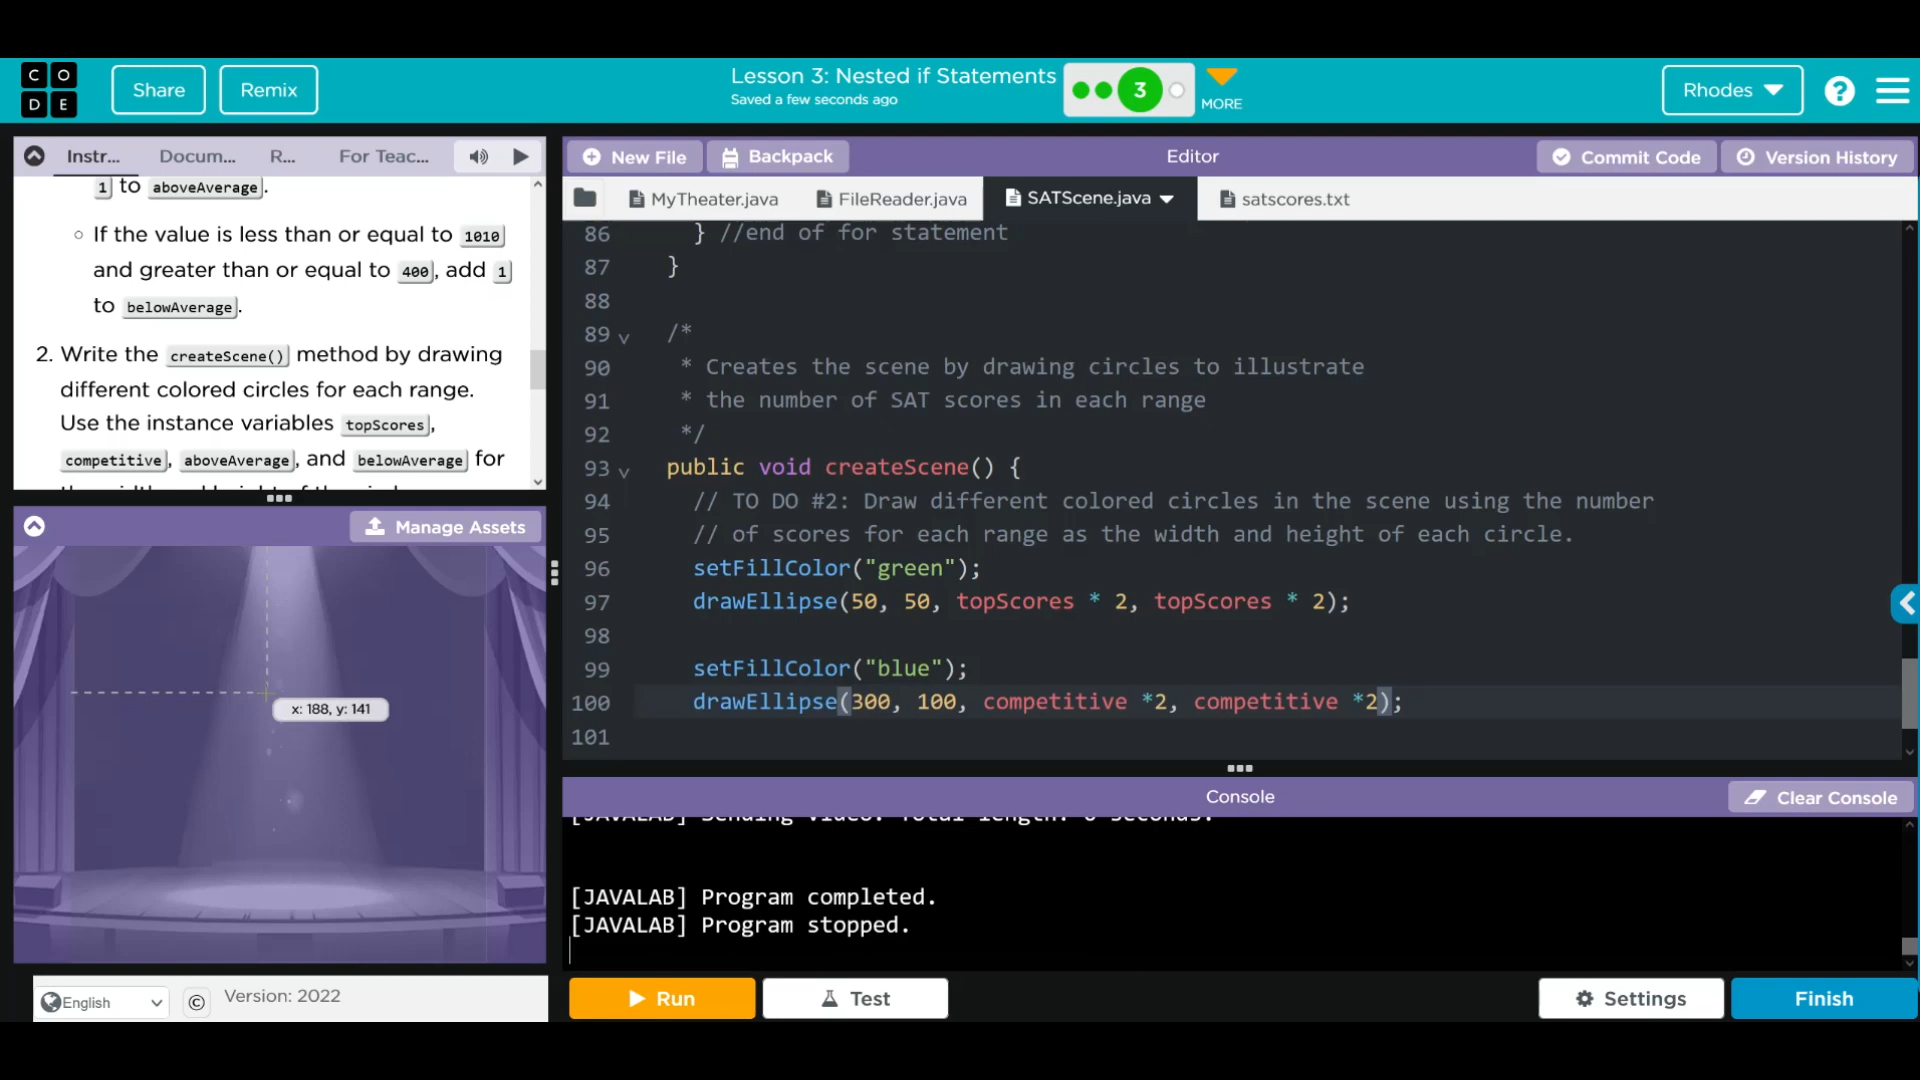 C O
D E
Share
Remix
Lesson 3: Nested if Statements
Saved a few seconds ago
3
MORE
Rhodes
?
Instr...
Docum...
R...
For Teac...
1 to aboveAverage.
If the value is less than or equal to 1010
and greater than or equal to 400, add 1
to belowAverage.
2. Write the createScene() method by drawing
different colored circles for each range.
Use the instance variables topScores,
competitive, aboveAverage, and belowAverage for
Manage Assets
x: 188, y: 141
English
©
Version: 2022
New File
Backpack
Editor
Commit Code
Version History
MyTheater.java
FileReader.java
SATScene.java
satscores.txt
86 } //end of for statement
87 }
88
89 /*
90 * Creates the scene by drawing circles to illustrate
91 * the number of SAT scores in each range
92 */
93 public void createScene() {
94 // TO DO #2: Draw different colored circles in the scene using the number
95 // of scores for each range as the width and height of each circle.
96 setFillColor("green");
97 drawEllipse(50, 50, topScores * 2, topScores * 2);
98
99 setFillColor("blue");
100 drawEllipse(300, 100, competitive *2, competitive *2);
101
Console
Clear Console
[JAVALAB] Program completed.
[JAVALAB] Program stopped.
Run
Test
Settings
Finish